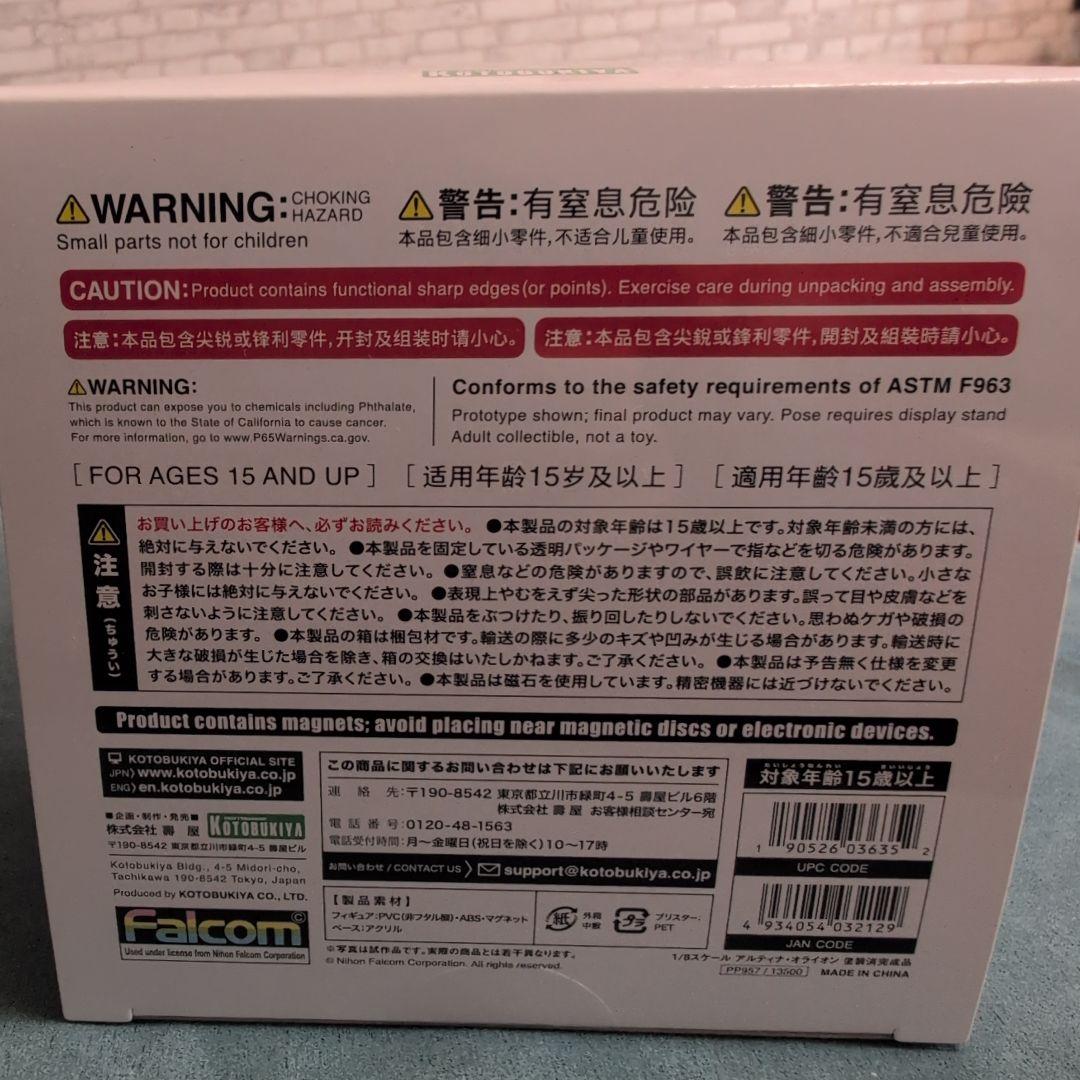 KOTOBUKIYA
WARNING: CHOKING HAZARD
Small parts not for children
警告:有窒息危险
本品包含细小零件,不适合儿童使用。
警告:有窒息危險
本品包含細小零件,不適合兒童使用。
CAUTION: Product contains functional sharp edges (or points). Exercise care during unpacking and assembly.
注意:本品包含尖锐或锋利零件,开封及组装时请小心。
注意:本品包含尖銳或鋒利零件,開封及組裝時請小心。
WARNING:
This product can expose you to chemicals including Phthalate,
which is known to the State of California to cause cancer.
For more information, go to www.P65Warnings.ca.gov.
Conforms to the safety requirements of ASTM F963
Prototype shown; final product may vary. Pose requires display stand
Adult collectible, not a toy.
[FOR AGES 15 AND UP] [适用年龄15岁及以上] [適用年齡15歲及以上]
注意(ちゅうい)
お買い上げのお客様へ、必ずお読みください。 ●本製品の対象年齢は15歳以上です。対象年齢未満の方には、
絶対に与えないでください。 ●本製品を固定している透明パッケージやワイヤーで指などを切る危険があります。
開封する際は十分に注意してください。 ●窒息などの危険がありますので、誤飲に注意してください。小さな
お子様には絶対に与えないでください。 ●表現上やむをえず尖った形状の部品があります。誤って目や皮膚などを
刺さないように注意してください。 ●本製品をぶつけたり、振り回したりしないでください。思わぬケガや破損の
危険があります。 ●本製品の箱は梱包材です。輸送の際に多少のキズや凹みが生じる場合があります。輸送時に
大きな破損が生じた場合を除き、箱の交換はいたしかねます。ご了承ください。 ●本製品は予告無く仕様を変更
する場合があります。ご了承ください。 ●本製品は磁石を使用しています。精密機器には近づけないでください。
Product contains magnets; avoid placing near magnetic discs or electronic devices.
KOTOBUKIYA OFFICIAL SITE
JPN〉www.kotobukiya.co.jp
ENG〉en.kotobukiya.co.jp
■企画・制作・発売■
株式会社 壽 屋 KOTOBUKIYA
〒190-8542 東京都立川市緑町4-5 壽屋ビル
Kotobukiya Bldg., 4-5 Midori-cho,
Tachikawa 190-8542 Tokyo, Japan
Produced by KOTOBUKIYA CO., LTD.
Falcom ©
Used under license from Nihon Falcom Corporation
この商品に関するお問い合わせは下記にお願いいたします
連 絡 先:〒190-8542 東京都立川市緑町4-5 壽屋ビル6階
株式会社 壽 屋 お客様相談センター宛
電 話 番 号:0120-48-1563
電話受付時間:月〜金曜日(祝日を除く)10〜17時
お問い合わせ / CONTACT US 〉 support@kotobukiya.co.jp
【製品素材】
フィギュア:PVC(非フタル酸)・ABS・マグネット
ベース:アクリル
紙 外箱 中敷
プラ ブリスター: PET
※写真は試作品です。実際の商品とは若干異なります。
© Nihon Falcom Corporation. All rights reserved.
たいしょうねんれい さいいじょう
対象年齢15歳以上
1 90526 03635 2
UPC CODE
4 934054 032129
JAN CODE
1/8スケール アルティナ・オライオン 塗装済完成品
PP957 / 13500 MADE IN CHINA